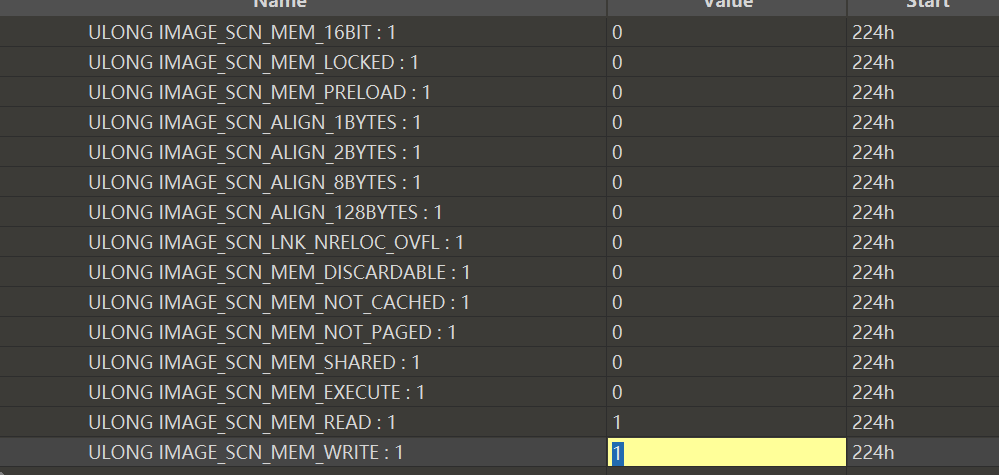 Name Value Start
ULONG IMAGE_SCN_MEM_16BIT : 1 0 224h
ULONG IMAGE_SCN_MEM_LOCKED : 1 0 224h
ULONG IMAGE_SCN_MEM_PRELOAD : 1 0 224h
ULONG IMAGE_SCN_ALIGN_1BYTES : 1 0 224h
ULONG IMAGE_SCN_ALIGN_2BYTES : 1 0 224h
ULONG IMAGE_SCN_ALIGN_8BYTES : 1 0 224h
ULONG IMAGE_SCN_ALIGN_128BYTES : 1 0 224h
ULONG IMAGE_SCN_LNK_NRELOC_OVFL : 1 0 224h
ULONG IMAGE_SCN_MEM_DISCARDABLE : 1 0 224h
ULONG IMAGE_SCN_MEM_NOT_CACHED : 1 0 224h
ULONG IMAGE_SCN_MEM_NOT_PAGED : 1 0 224h
ULONG IMAGE_SCN_MEM_SHARED : 1 0 224h
ULONG IMAGE_SCN_MEM_EXECUTE : 1 0 224h
ULONG IMAGE_SCN_MEM_READ : 1 1 224h
ULONG IMAGE_SCN_MEM_WRITE : 1 1 224h